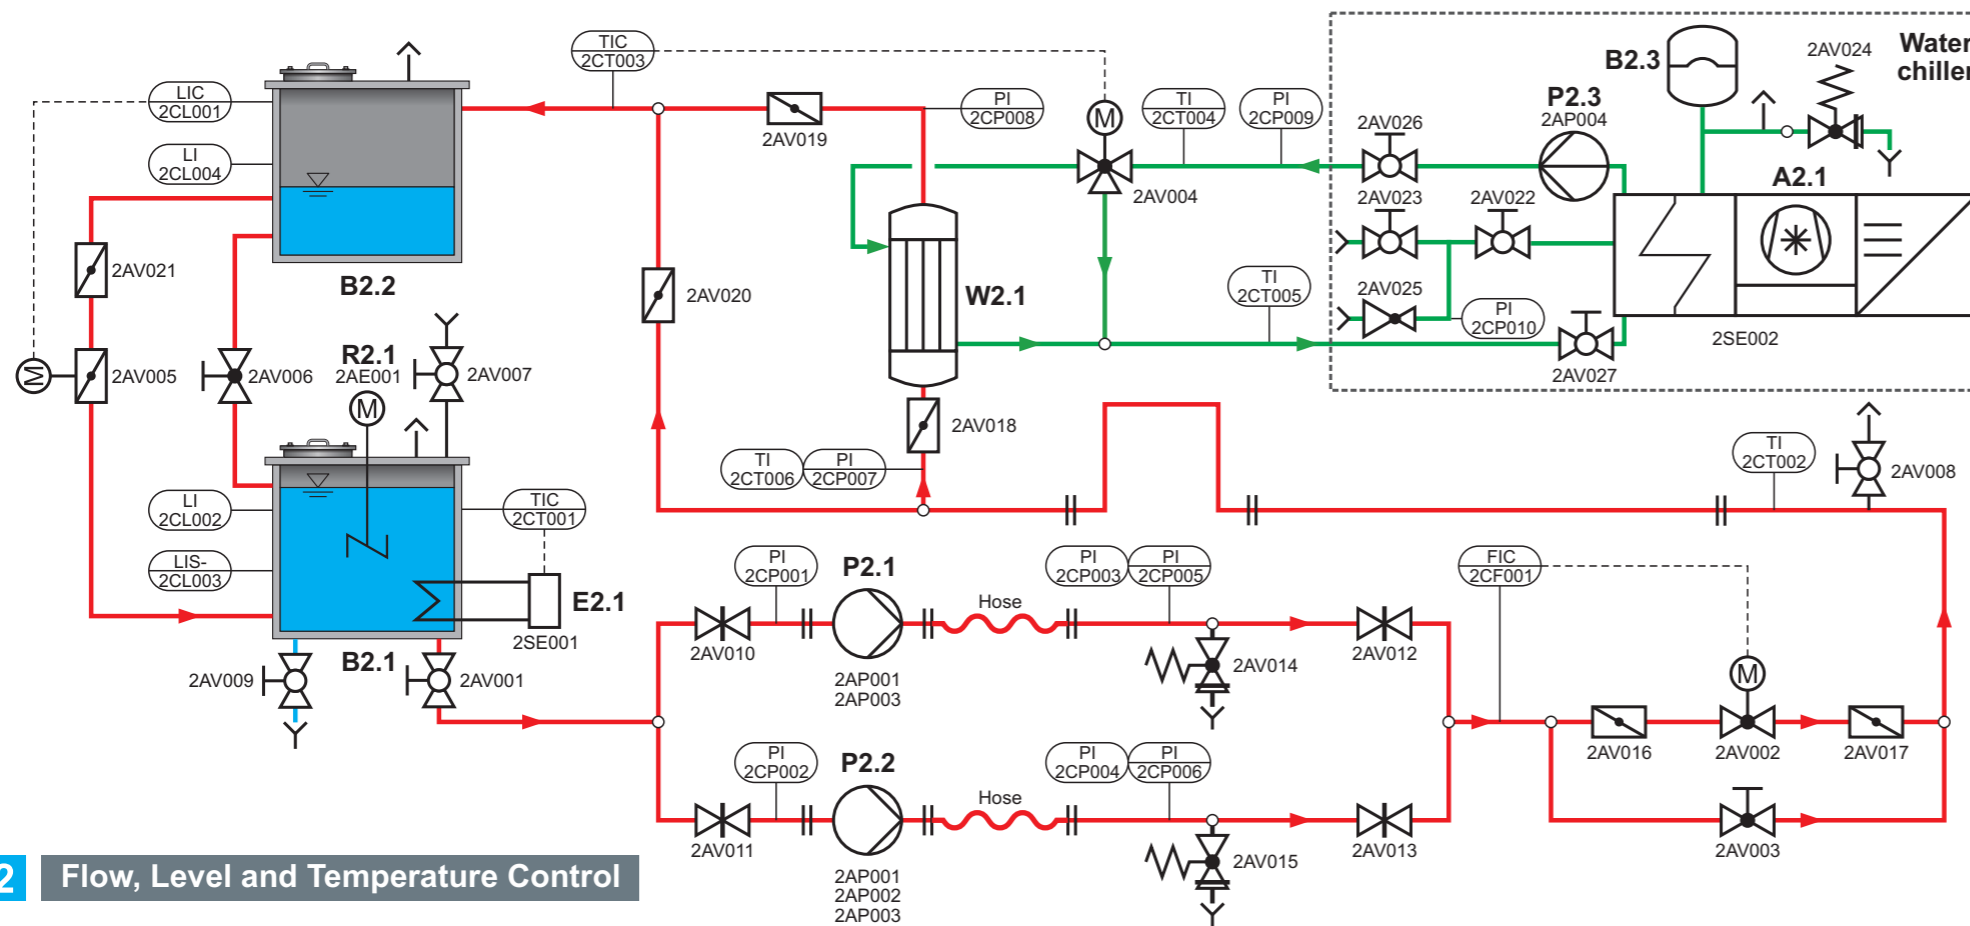 TIC
2CT003
B2.3
2AV024
Water
chiller
LIC
2CL001
PI
2CP008
M
TI
2CT004
PI
2CP009
P2.3
2AP004
2AV026
2AV019
LI
2CL004
2AV004
2AV023
2AV022
A2.1
2AV021
B2.2
2AV020
W2.1
TI
2CT005
2AV025
PI
2CP010
2SE002
M
2AV005
2AV006
R2.1
2AE001
M
2AV007
2AV027
2AV018
TI
2CT006
PI
2CP007
TI
2CT002
2AV008
LI
2CL002
TIC
2CT001
LIS-
2CL003
E2.1
2SE001
PI
2CP001
P2.1
Hose
PI
2CP003
PI
2CP005
FIC
2CF001
2AV010
2AP001
2AP003
2AV014
2AV012
2AV009
B2.1
2AV001
M
2AV016
2AV002
2AV017
PI
2CP002
P2.2
Hose
PI
2CP004
PI
2CP006
2AV011
2AP001
2AP002
2AP003
2AV015
2AV013
2AV003
2 Flow, Level and Temperature Control